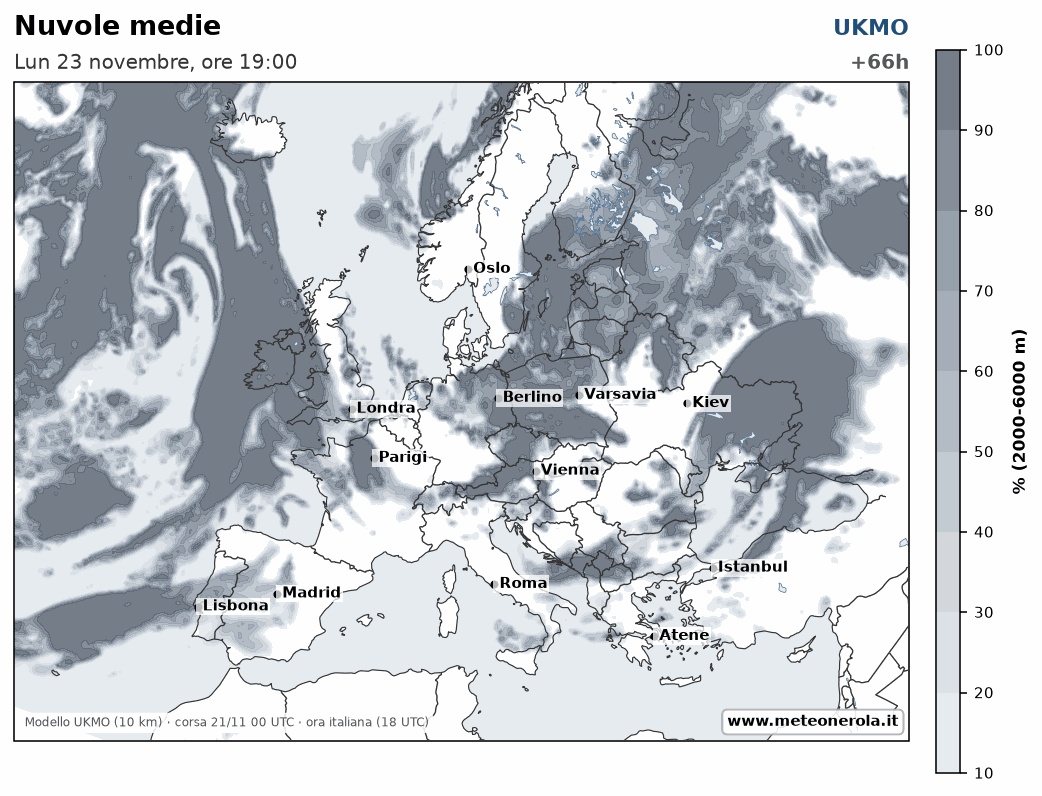 Nuvole medie
UKMO
Lun 23 novembre, ore 19:00
+66h
100
90
80
70
60
50
40
30
20
10
% (2000-6000 m)
Oslo
Londra
Berlino
Varsavia
Kiev
Parigi
Vienna
Istanbul
Roma
Madrid
Lisbona
Atene
Modello UKMO (10 km) · corsa 21/11 00 UTC · ora italiana (18 UTC)
www.meteonerola.it